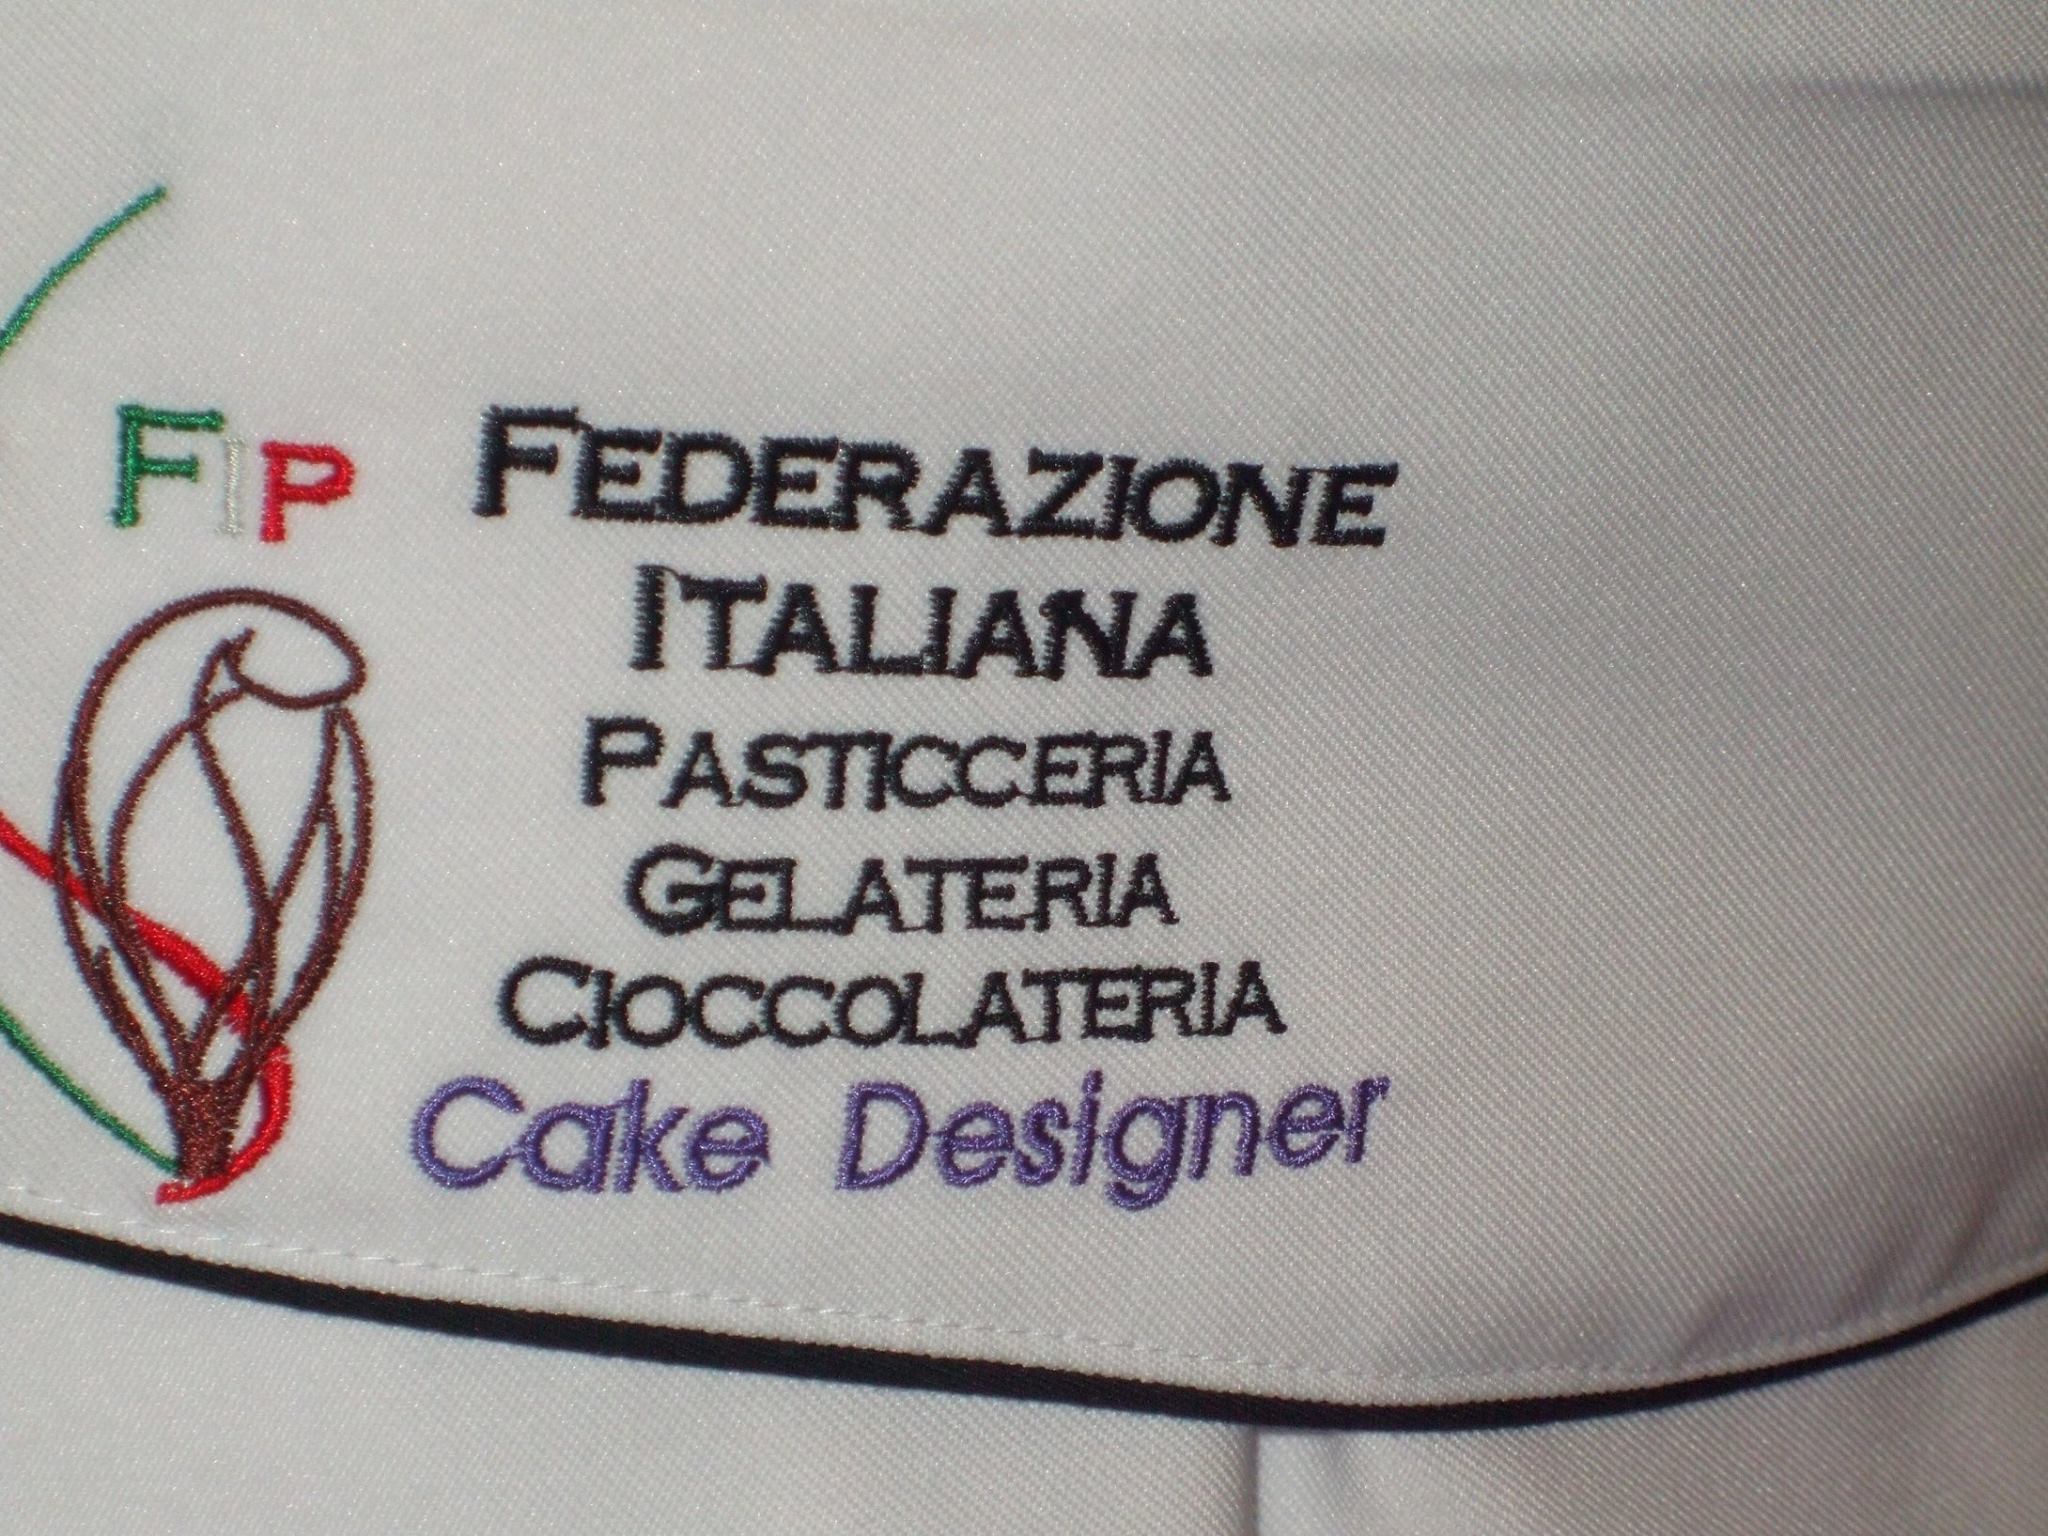 FIP
FEDERAZIONE
ITALIANA
PASTICCERIA
GELATERIA
CIOCCOLATERIA
Cake Designer